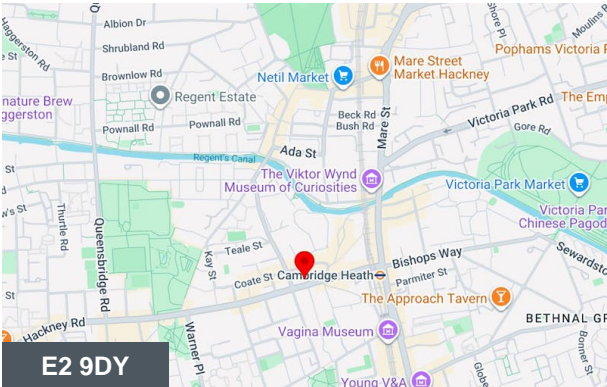 Albion Dr
Haggerston Rd
Shrubland Rd
Brownlow Rd
Regent Estate
Netil Market
Mare Street
Market Hackney
Pophams Victoria
Pownall Rd
Pownall Rd
Beck Rd
Bush Rd
Mare St
Victoria Park Rd
Gore Rd
The Emp
nature Brew
ggerston
Regent's Canal
Ada St
The Viktor Wynd
Museum of Curiosities
Victoria Park Market
Victoria Par
Chinese Pagod
Sewardsto
w's St
Thurtle Rd
Queensbridge Rd
Kay St
Teale St
Coate St
Cambridge Heath
Bishops Way
Parmiter St
The Approach Tavern
Hackney Rd
Warner Pl
Vagina Museum
BETHNAL GR
Bonner St
Globe
Young V&A
E2 9DY